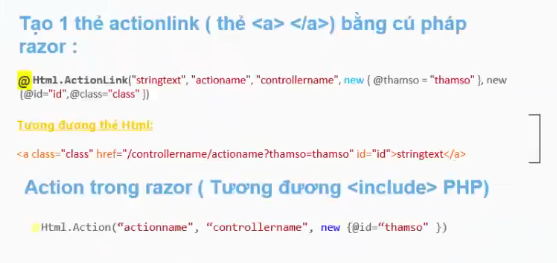 Tạo 1 thẻ actionlink ( thẻ <a> </a>) bằng cú pháp
razor :
@Html.ActionLink("stringtext", "actioname", "controllername", new { @thamso = "thamso" }, new
{@id="id",@class="class" })
Tương đương thẻ Html:
<a class="class" href="/controllername/actioname?thamso=thamso" id="id">stringtext</a>
Action trong razor ( Tương đương <include> PHP)
@Html.Action(“actionname”, “controllername”, new {@id=“thamso” })